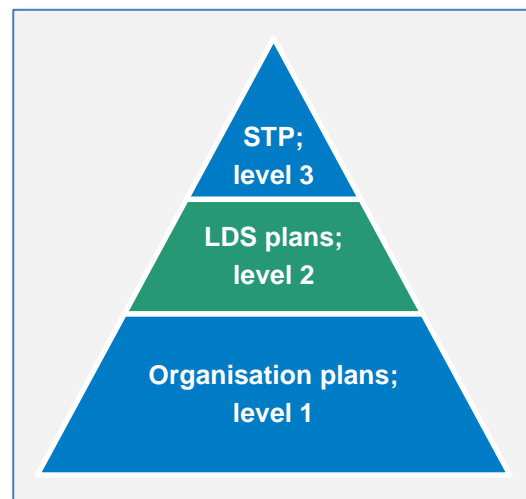 STP;
level 3
LDS plans;
level 2
Organisation plans;
level 1